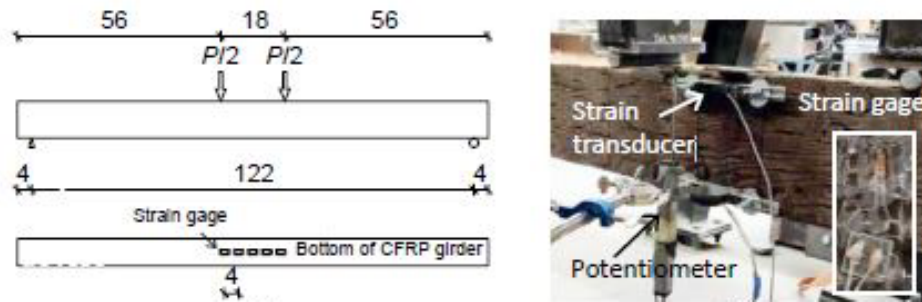 56 18 56
P/2 P/2
4 122 4
Strain gage
Bottom of CFRP girder
4
Strain
transducer
Strain gage
Potentiometer